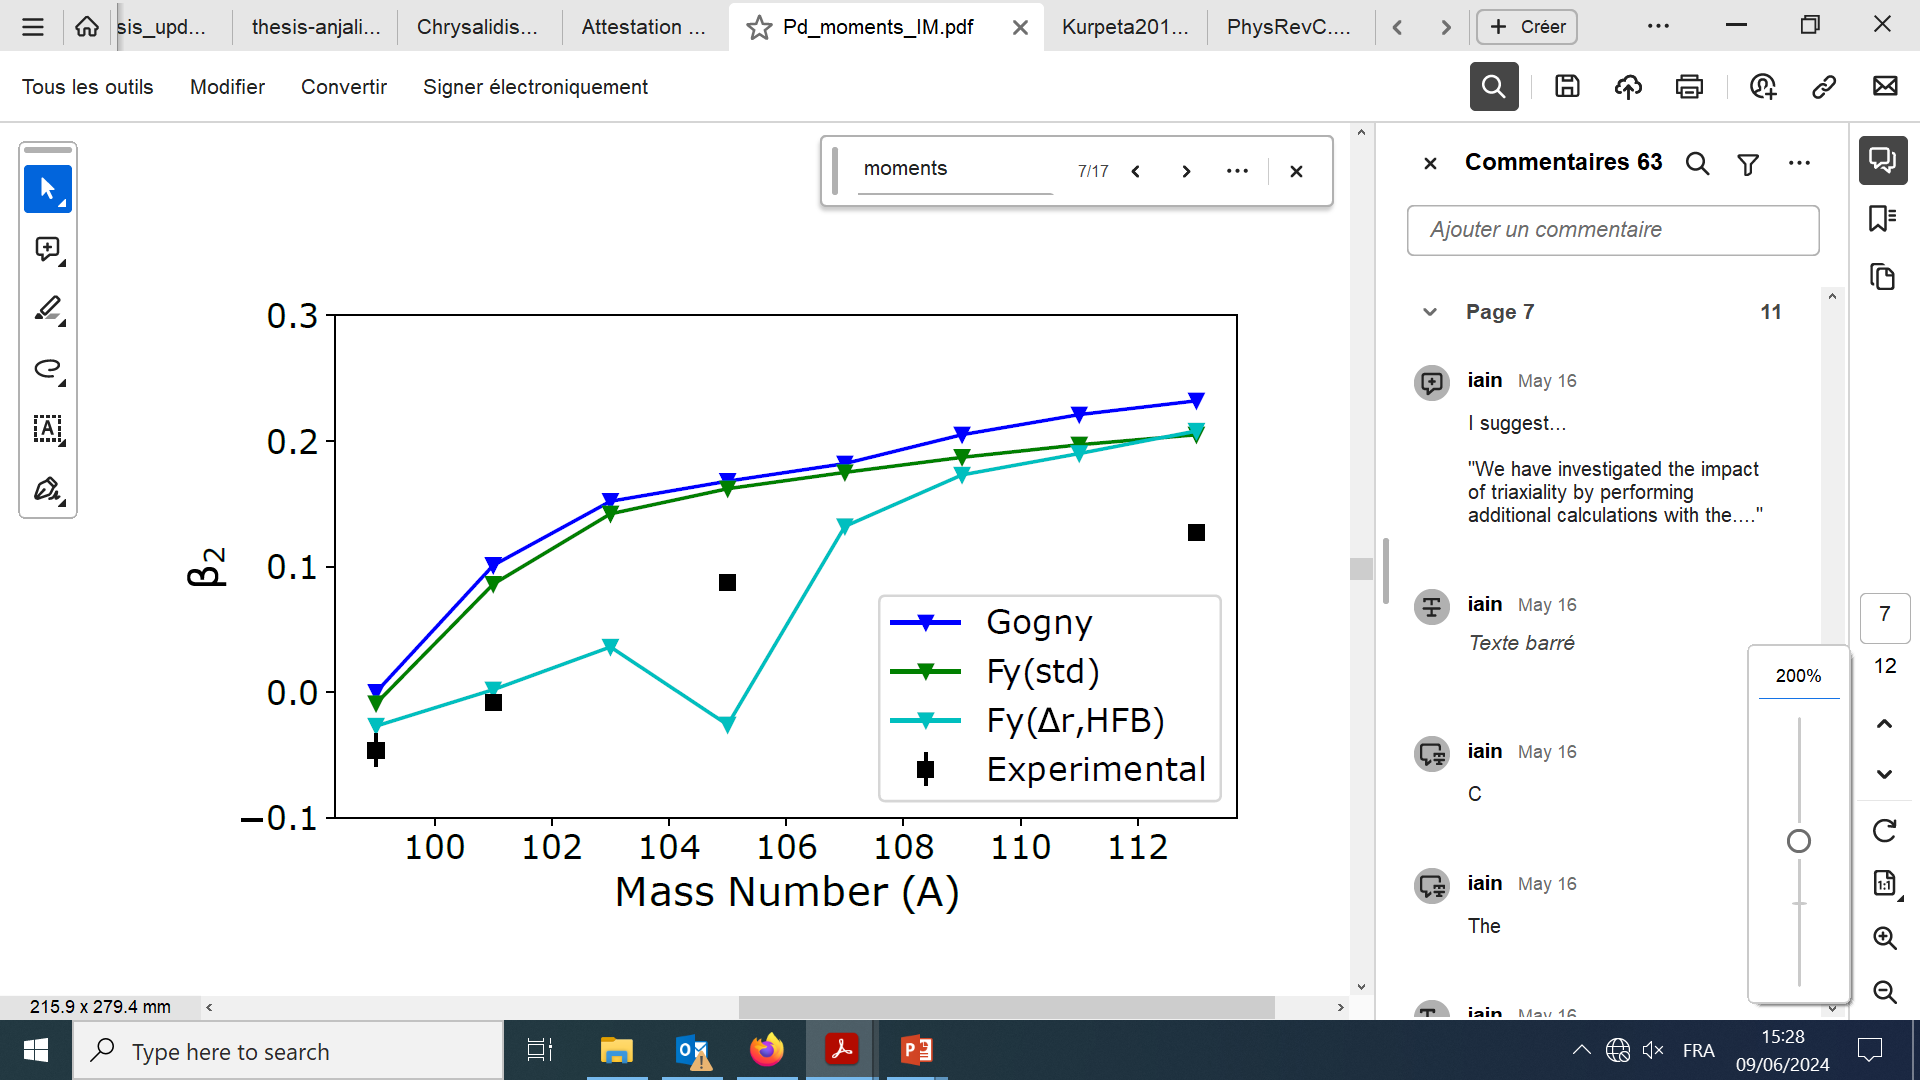 sis_upd...
thesis-anjali...
Chrysalidis...
Attestation ...
Pd_moments_IM.pdf
Kurpeta201...
PhysRevC....
Créer
Tous les outils
Modifier
Convertir
Signer électroniquement
moments
7/17
Commentaires 63
Ajouter un commentaire
Page 7
11
iain May 16
I suggest...
"We have investigated the impact
of triaxiality by performing
additional calculations with the...."
iain May 16
Texte barré
iain May 16
C
iain May 16
The
iain May 16
0.3
0.2
0.1
0.0
−0.1
β2
100
102
104
106
108
110
112
Mass Number (A)
Gogny
Fy(std)
Fy(Δr,HFB)
Experimental
200%
7
12
215.9 x 279.4 mm
Type here to search
FRA
15:28
09/06/2024